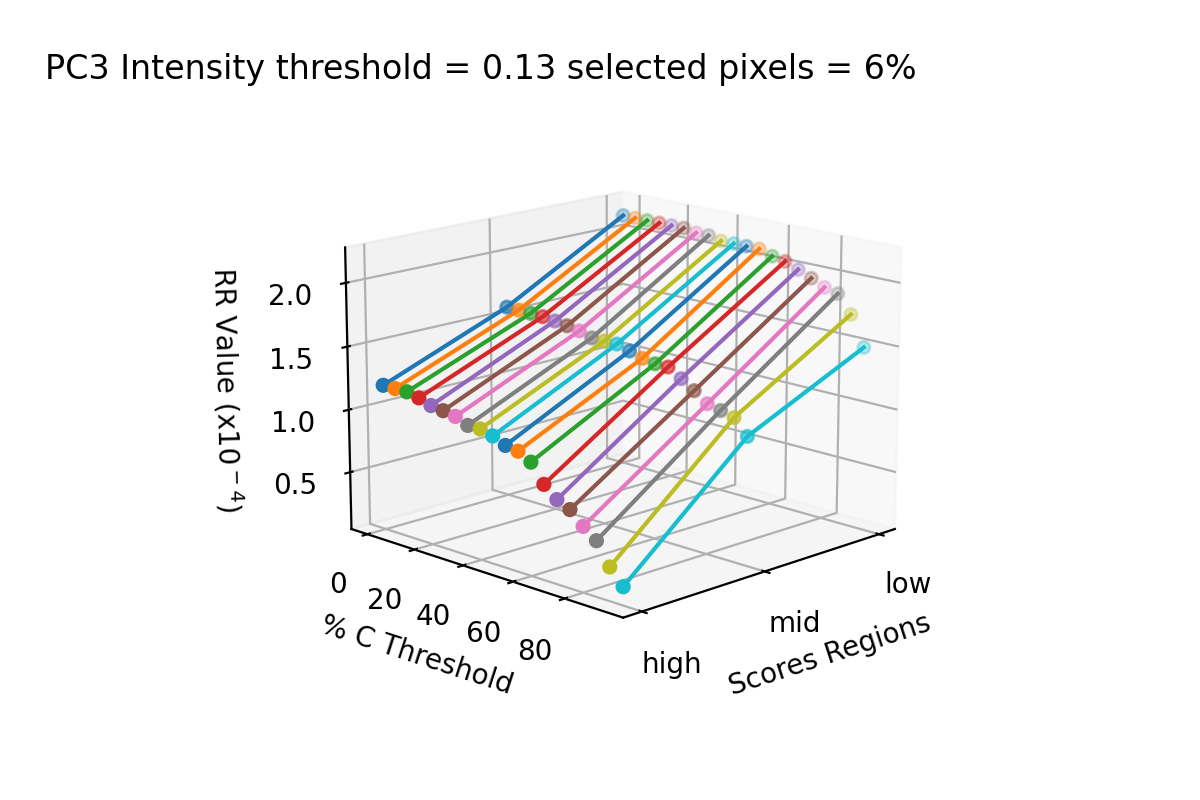 PC3 Intensity threshold = 0.13 selected pixels = 6%
RR Value (x10⁻⁴)
2.0
1.5
1.0
0.5
0
20
40
60
80
% C Threshold
high
mid
low
Scores Regions